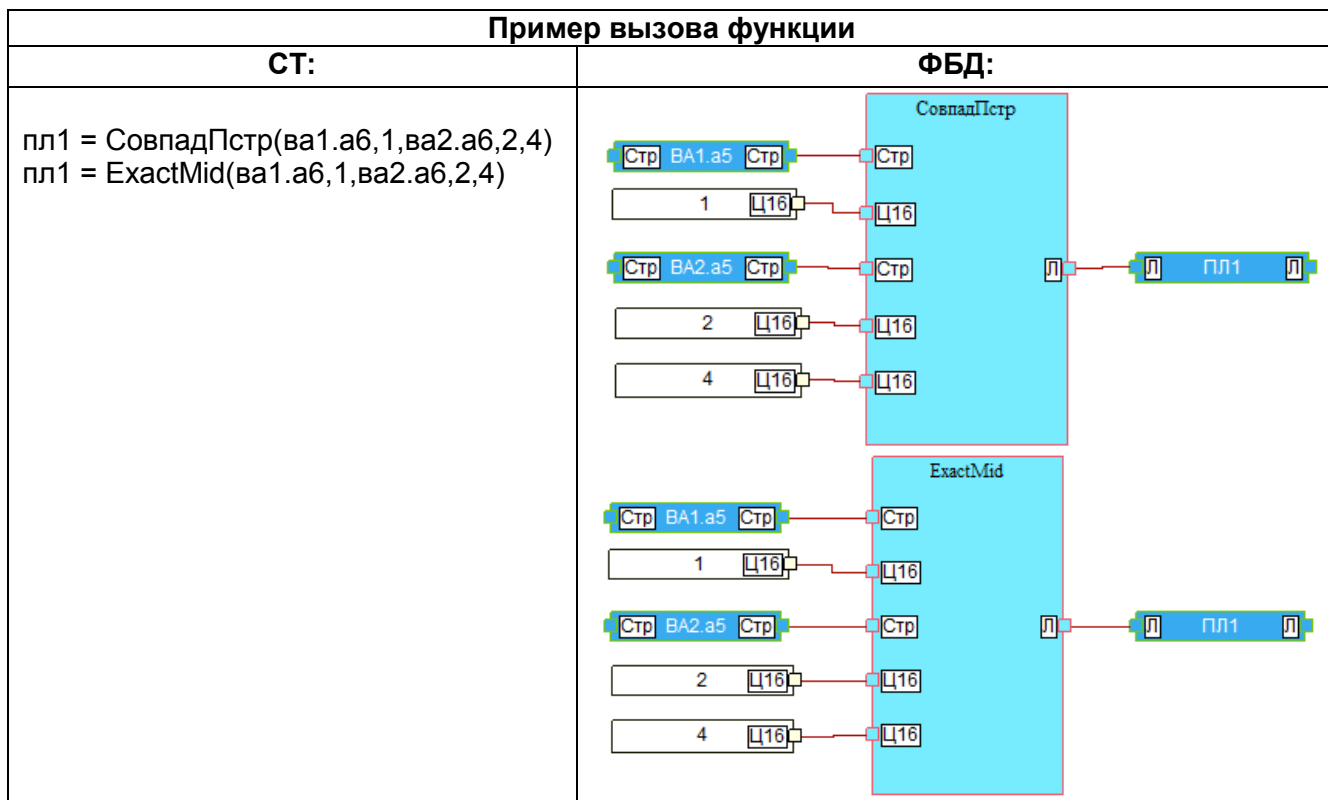 Пример вызова функции
СТ:
ФБД:
пл1 = СовпадПстр(ва1.а6,1,ва2.а6,2,4)
пл1 = ExactMid(ва1.а6,1,ва2.а6,2,4)
СовпадПстр
Стр ВА1.а5 Стр Стр
1 Ц16 Ц16
Стр ВА2.а5 Стр Стр Л Л ПЛ1 Л
2 Ц16 Ц16
4 Ц16 Ц16
ExactMid
Стр ВА1.а5 Стр Стр
1 Ц16 Ц16
Стр ВА2.а5 Стр Стр Л Л ПЛ1 Л
2 Ц16 Ц16
4 Ц16 Ц16